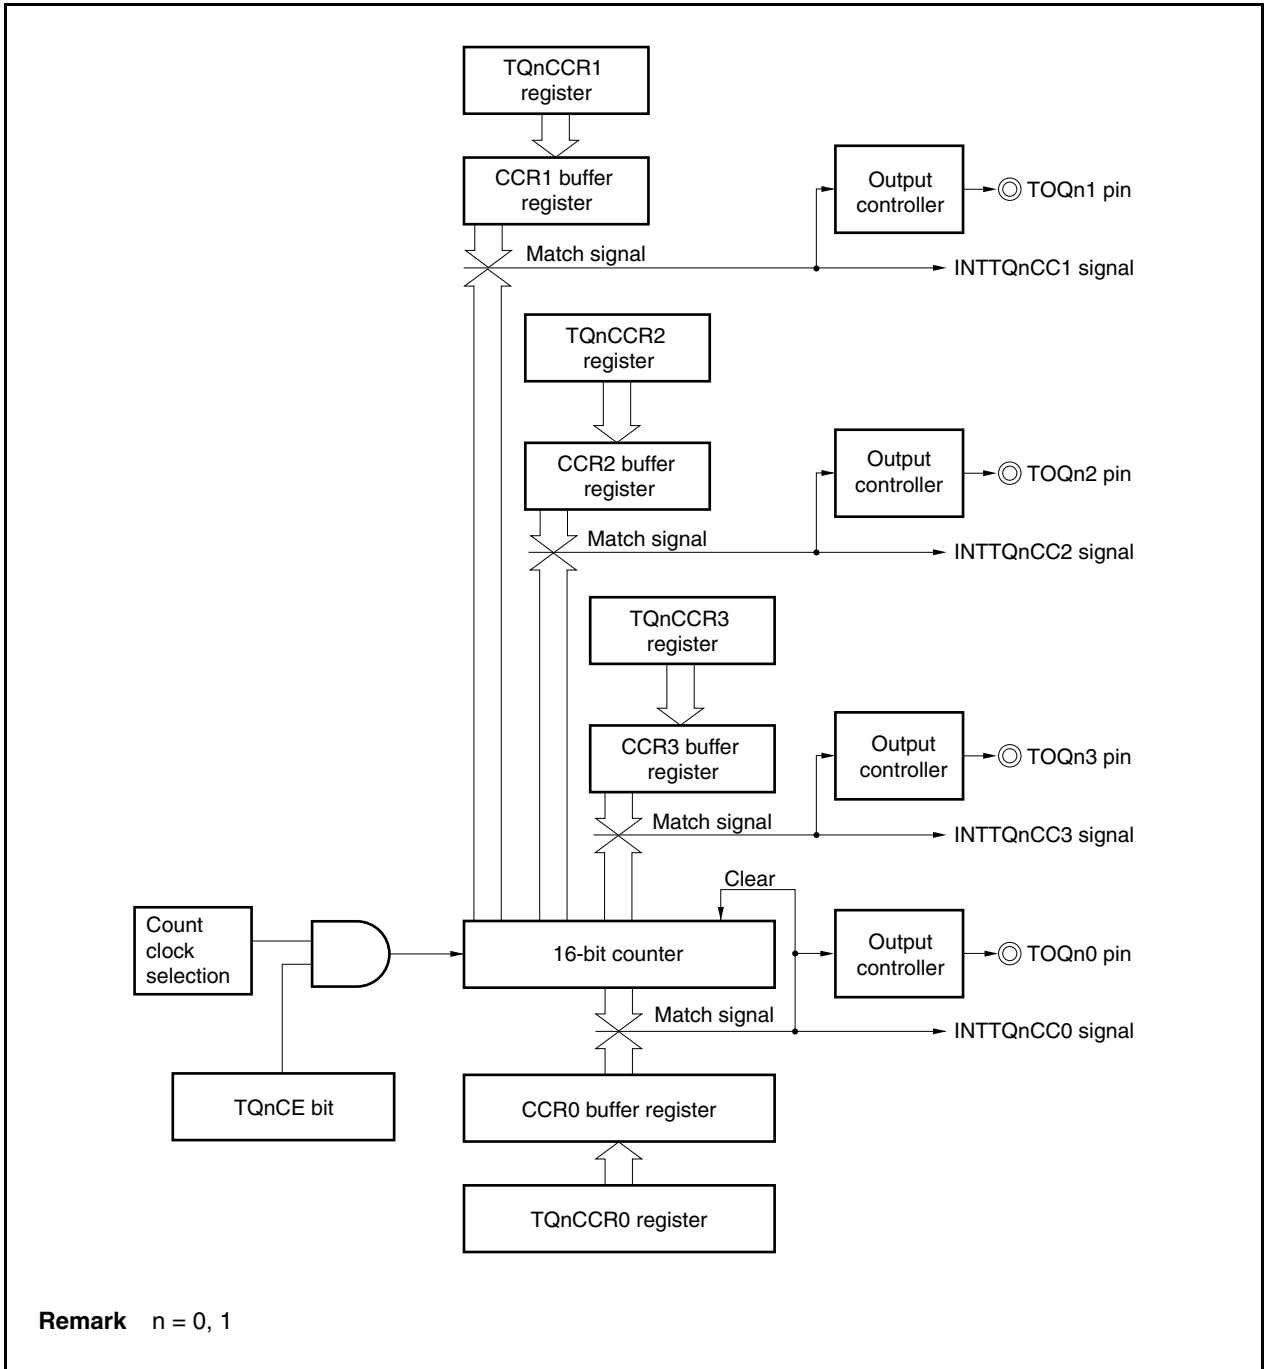 TQnCCR1
register
CCR1 buffer
register
Output
controller
TOQn1 pin
Match signal
INTTQnCC1 signal
TQnCCR2
register
CCR2 buffer
register
Output
controller
TOQn2 pin
Match signal
INTTQnCC2 signal
TQnCCR3
register
CCR3 buffer
register
Output
controller
TOQn3 pin
Match signal
INTTQnCC3 signal
Clear
Count
clock
selection
16-bit counter
Output
controller
TOQn0 pin
Match signal
INTTQnCC0 signal
TQnCE bit
CCR0 buffer register
TQnCCR0 register
Remark n = 0, 1